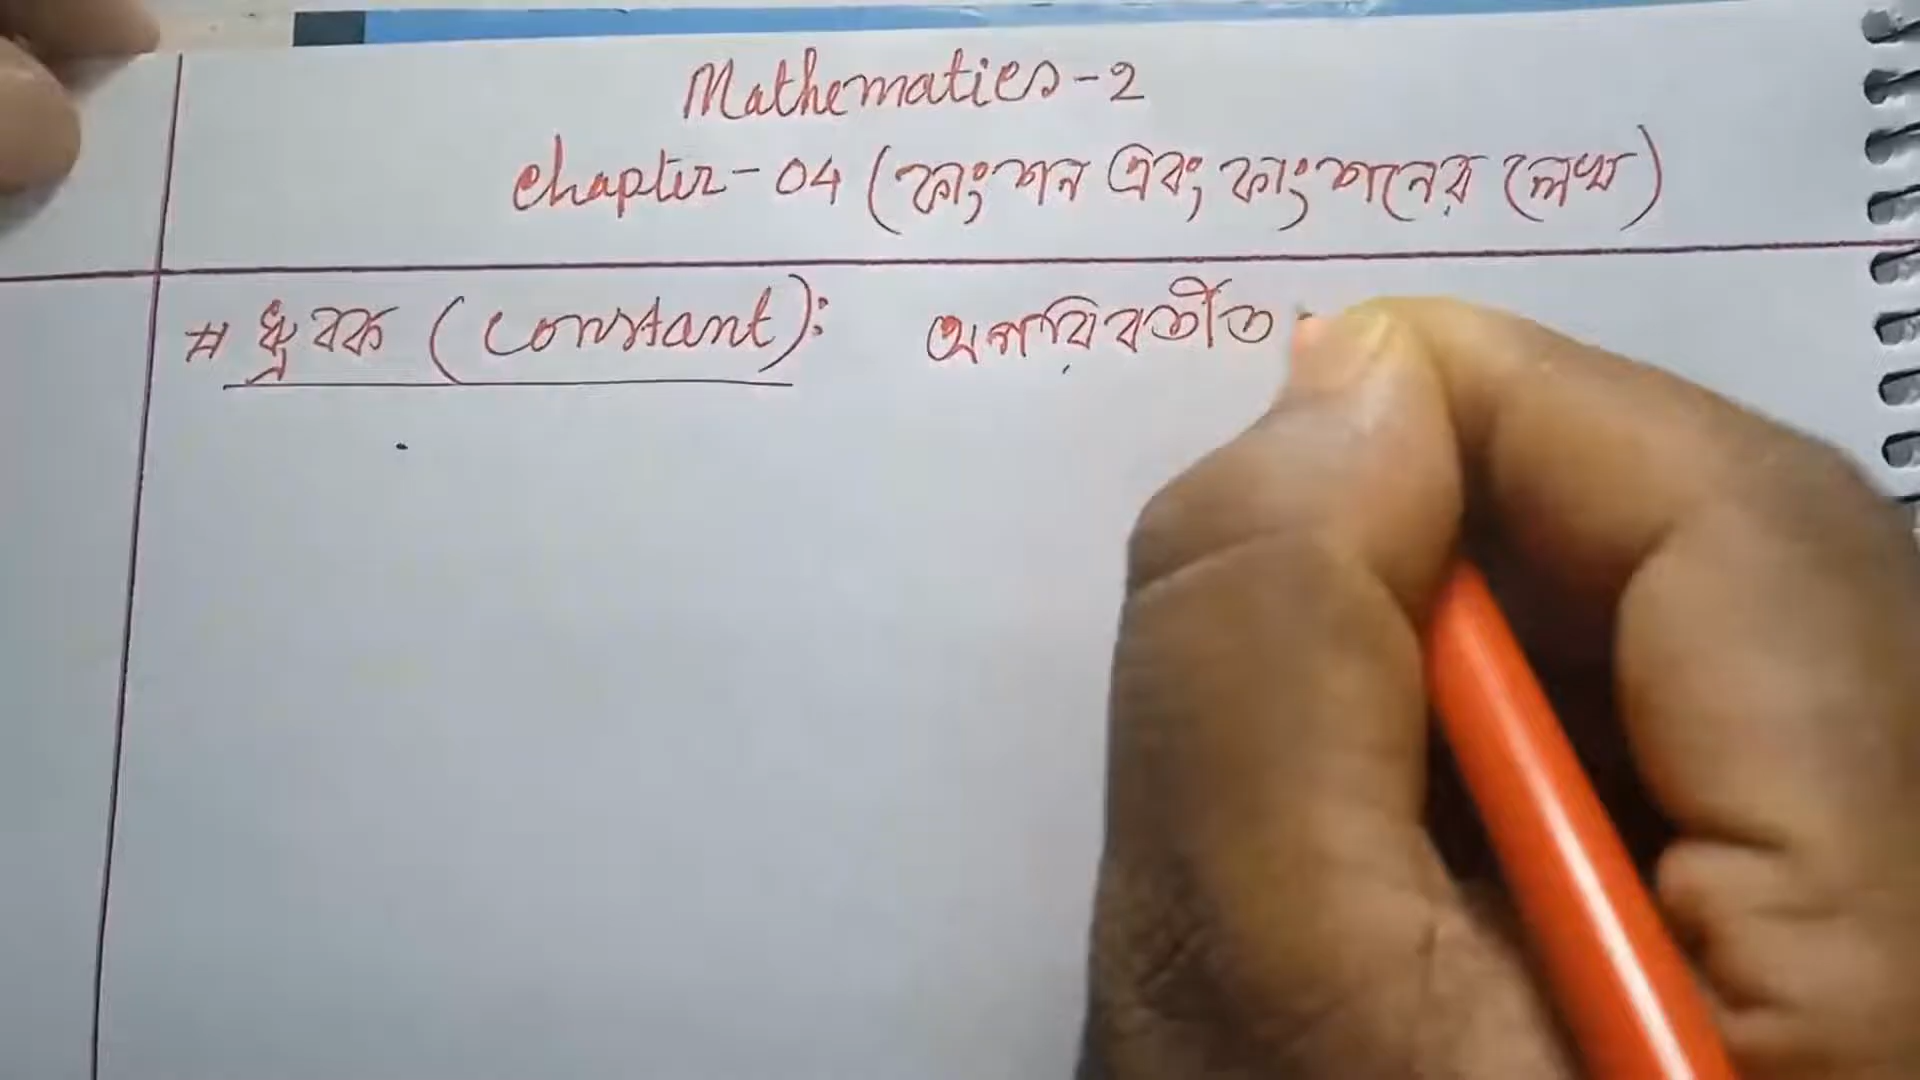 Mathematics-2
Chapter-04 (ফাংশন এবং ফাংশনের লেখ)
# ধ্রুবক (Constant): অপরিবর্তীত